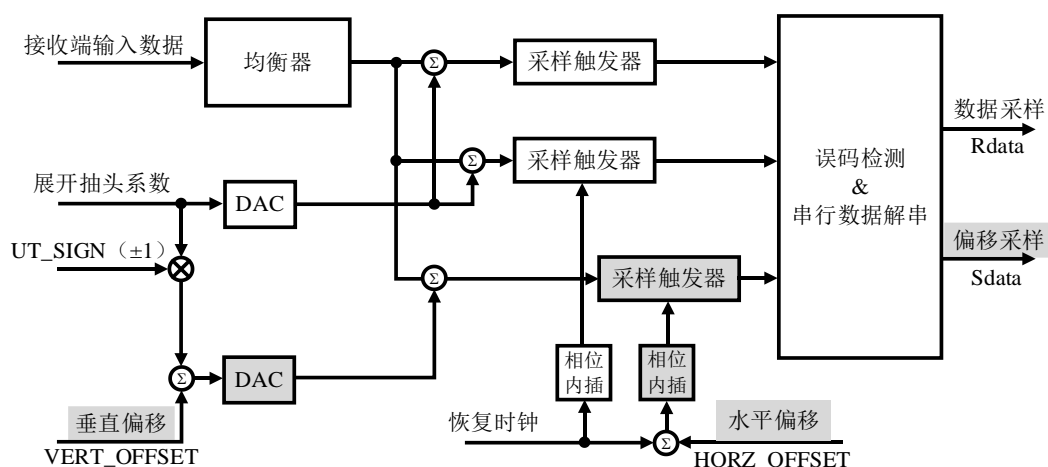 接收端输入数据
均衡器
Σ
采样触发器
数据采样
Rdata
Σ
采样触发器
误码检测
&
串行数据解串
展开抽头系数
DAC
UT_SIGN（±1）
Σ
采样触发器
偏移采样
Sdata
Σ
DAC
相位
内插
相位
内插
垂直偏移
VERT_OFFSET
恢复时钟
Σ
水平偏移
HORZ_OFFSET